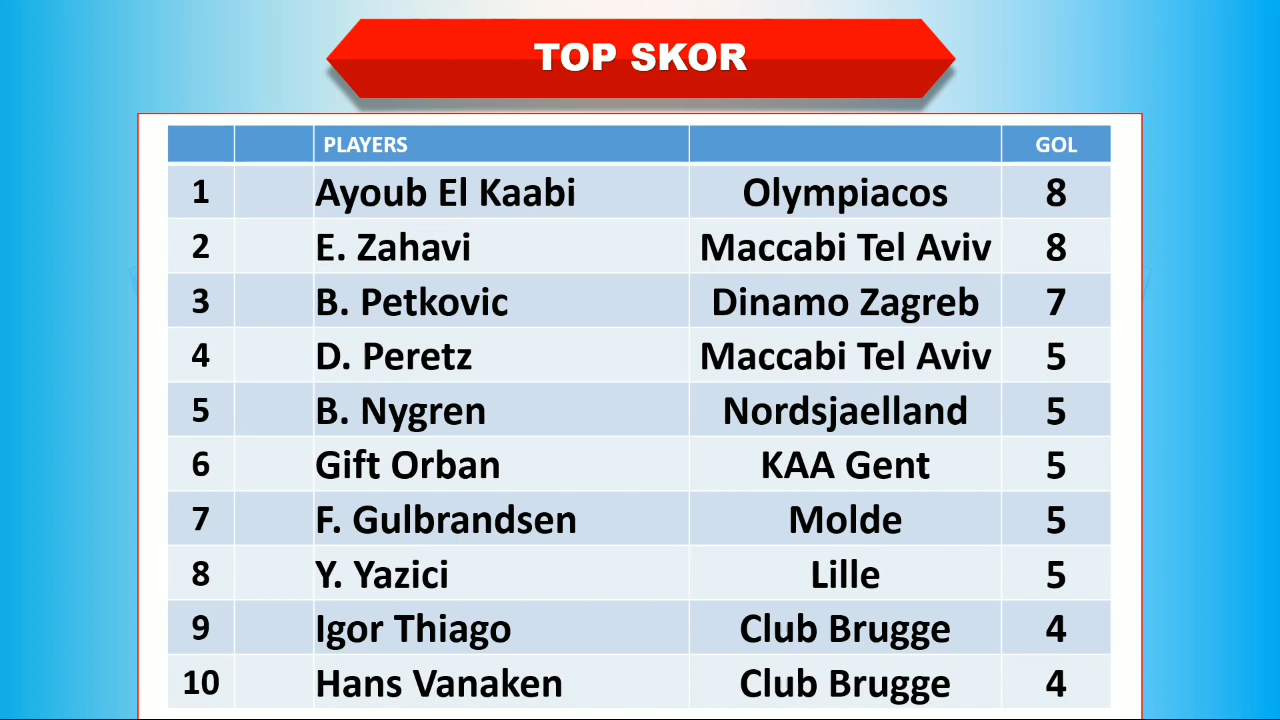 TOP SKOR
PLAYERS GOL
1 Ayoub El Kaabi Olympiacos 8
2 E. Zahavi Maccabi Tel Aviv 8
3 B. Petkovic Dinamo Zagreb 7
4 D. Peretz Maccabi Tel Aviv 5
5 B. Nygren Nordsjaelland 5
6 Gift Orban KAA Gent 5
7 F. Gulbrandsen Molde 5
8 Y. Yazici Lille 5
9 Igor Thiago Club Brugge 4
10 Hans Vanaken Club Brugge 4